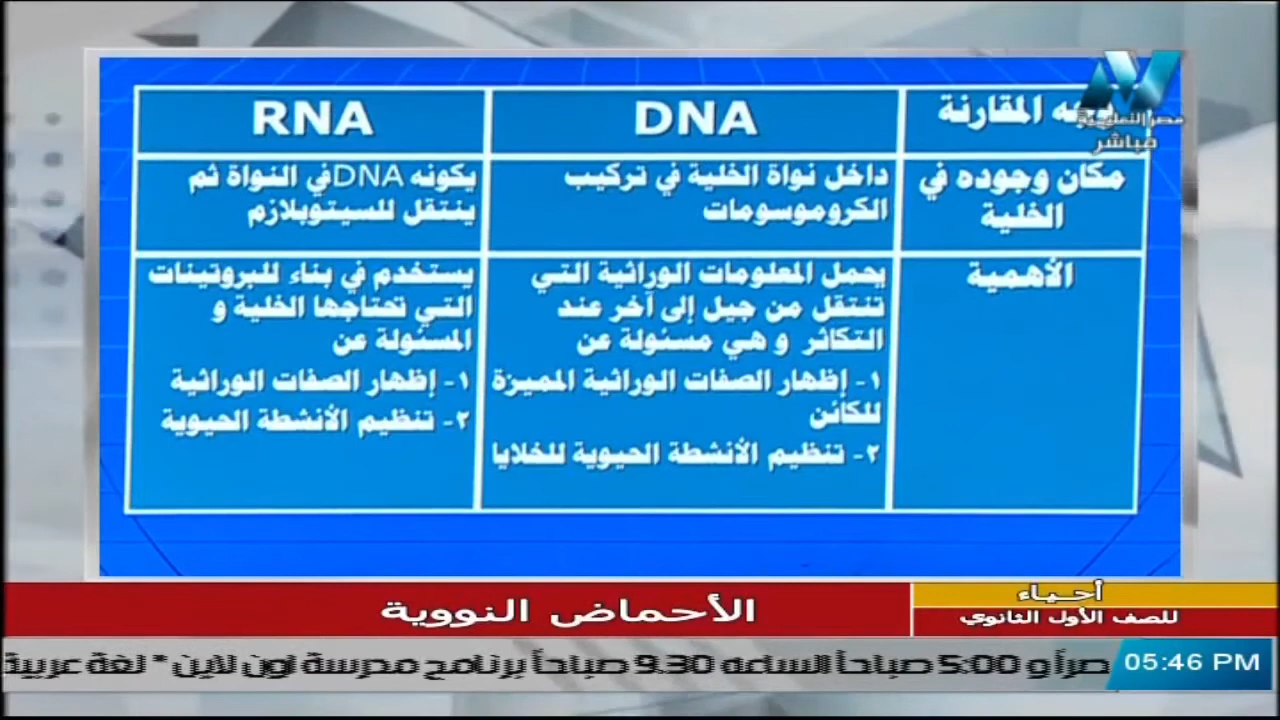 مصر التعليمية
مباشر
وجه المقارنة
DNA
RNA
مكان وجوده في
الخلية
داخل نواة الخلية في تركيب
الكروموسومات
يكونه DNA في النواة ثم
ينتقل للسيتوبلازم
الأهمية
يحمل المعلومات الوراثية التي
تنتقل من جيل إلى آخر عند
التكاثر و هي مسئولة عن
١- إظهار الصفات الوراثية المميزة
للكائن
٢- تنظيم الأنشطة الحيوية للخلايا
يستخدم في بناء للبروتينات
التي تحتاجها الخلية و
المسئولة عن
١- إظهار الصفات الوراثية
٢- تنظيم الأنشطة الحيوية
أحياء
للصف الأول الثانوي
الأحماض النووية
05:46 PM
صراً و 5:00 صباحاً الساعه 9.30 صباحاً برنامج مدرسة اون لاين * لغة عربية